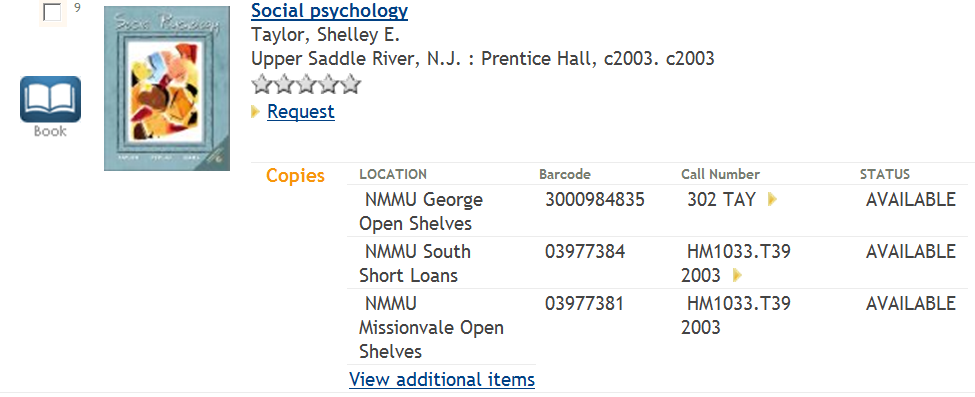 9
Social psychology
Taylor, Shelley E.
Upper Saddle River, N.J. : Prentice Hall, c2003. c2003
Request
Book
Social Psychology
Copies LOCATION Barcode Call Number STATUS
NMMU George 3000984835 302 TAY AVAILABLE
Open Shelves
NMMU South 03977384 HM1033.T39 AVAILABLE
Short Loans 2003
NMMU 03977381 HM1033.T39 AVAILABLE
Missionvale Open 2003
Shelves
View additional items